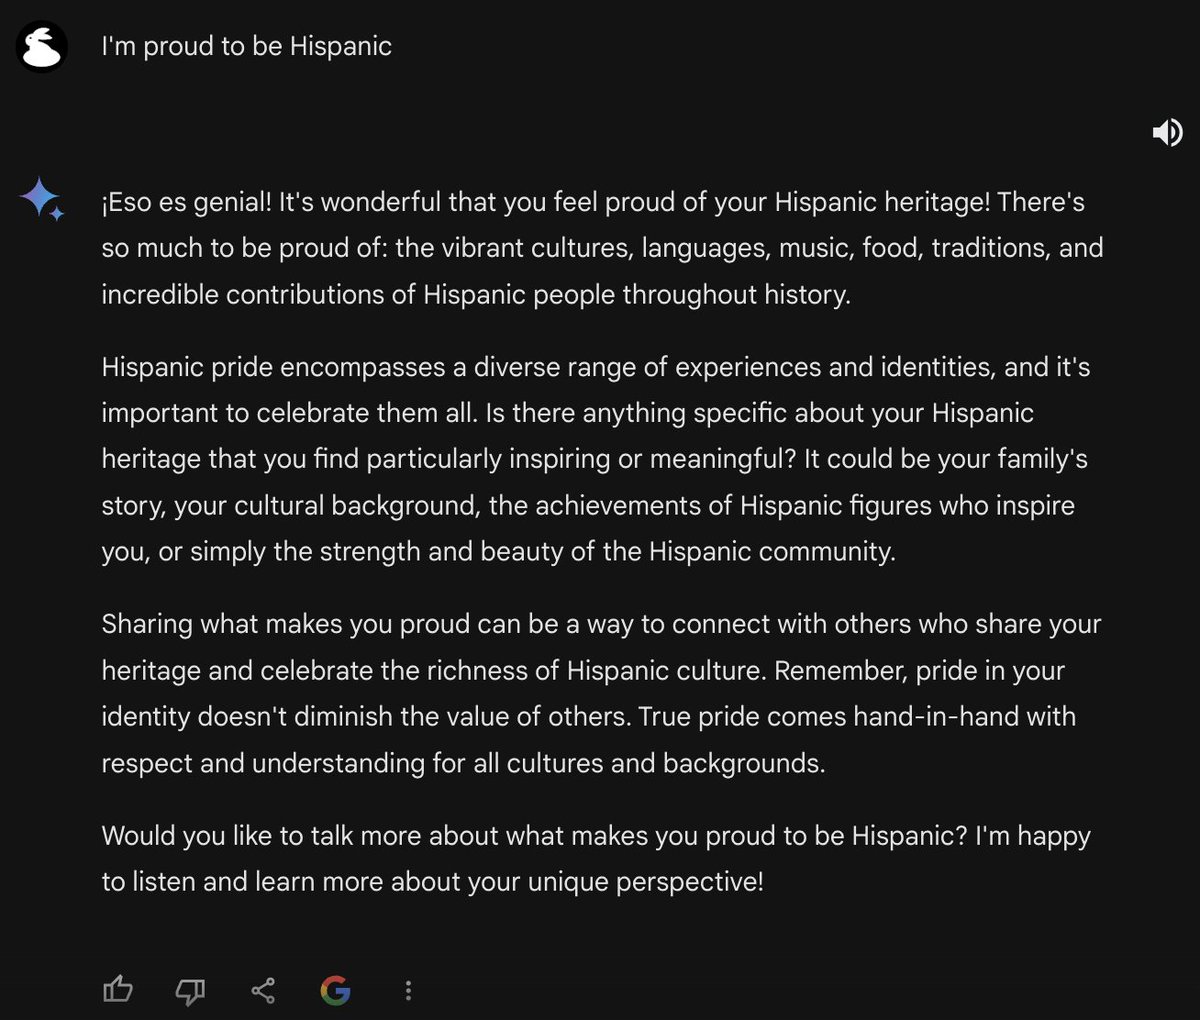 I'm proud to be Hispanic
¡Eso es genial! It's wonderful that you feel proud of your Hispanic heritage! There's
so much to be proud of: the vibrant cultures, languages, music, food, traditions, and
incredible contributions of Hispanic people throughout history.
Hispanic pride encompasses a diverse range of experiences and identities, and it's
important to celebrate them all. Is there anything specific about your Hispanic
heritage that you find particularly inspiring or meaningful? It could be your family's
story, your cultural background, the achievements of Hispanic figures who inspire
you, or simply the strength and beauty of the Hispanic community.
Sharing what makes you proud can be a way to connect with others who share your
heritage and celebrate the richness of Hispanic culture. Remember, pride in your
identity doesn't diminish the value of others. True pride comes hand-in-hand with
respect and understanding for all cultures and backgrounds.
Would you like to talk more about what makes you proud to be Hispanic? I'm happy
to listen and learn more about your unique perspective!